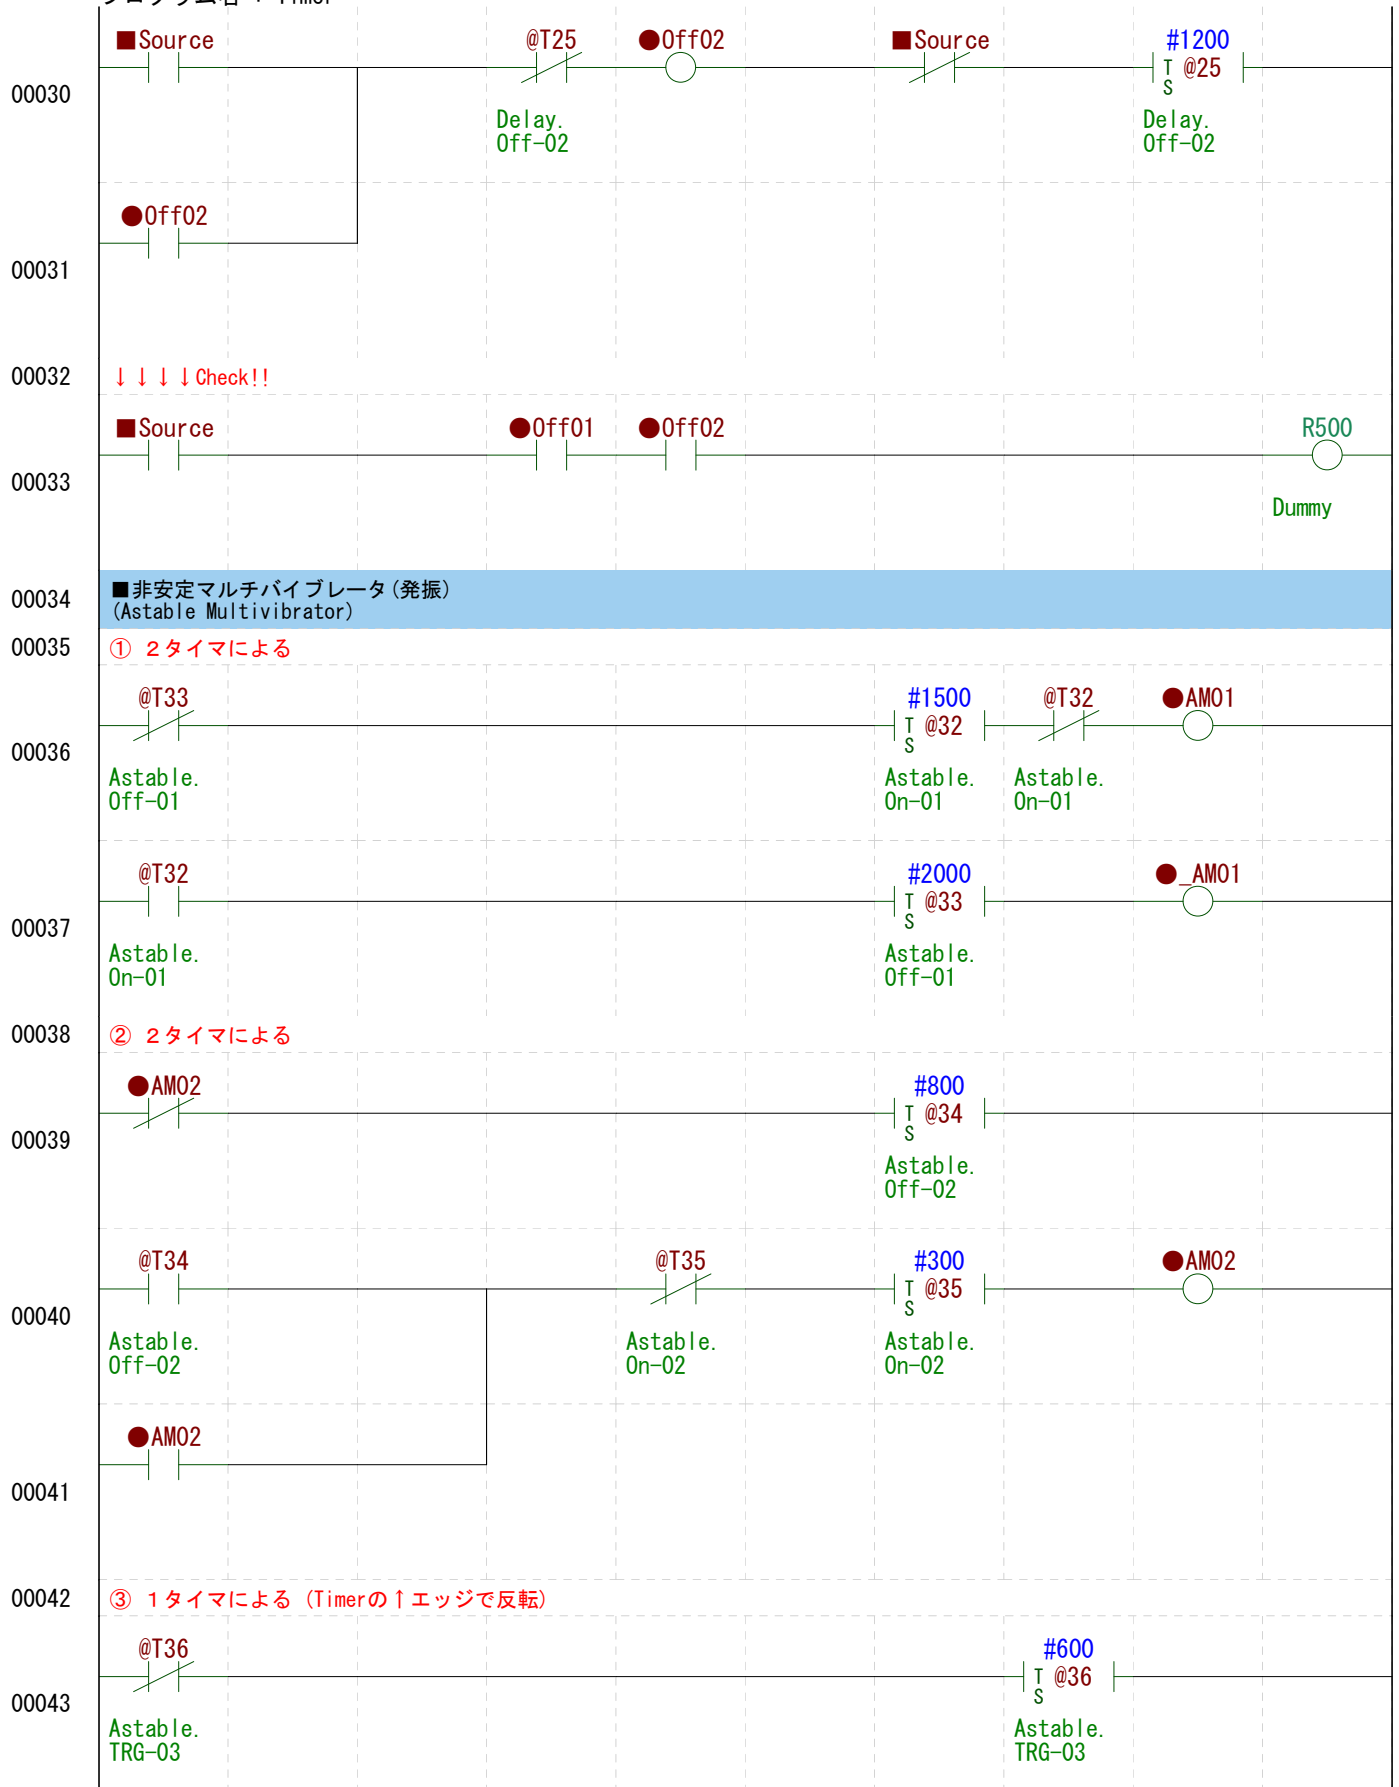 ■Source @T25 ●Off02 ■Source #1200
T @25
S
00030
Delay. Delay.
Off-02 Off-02
●Off02
00031
00032 ↓↓↓↓Check!!
■Source ●Off01 ●Off02 R500
00033
Dummy
00034 ■非安定マルチバイブレータ(発振)
(Astable Multivibrator)
00035 ① 2タイマによる
@T33 #1500 @T32 ●AM01
T @32
S
00036
Astable. Astable. Astable.
Off-01 On-01 On-01
@T32 #2000 ●_AM01
T @33
S
00037
Astable. Astable.
On-01 Off-01
00038 ② 2タイマによる
●AM02 #800
T @34
S
00039
Astable.
Off-02
@T34 @T35 #300 ●AM02
T @35
S
00040
Astable. Astable. Astable.
Off-02 On-02 On-02
●AM02
00041
00042 ③ 1タイマによる (Timerの↑エッジで反転)
@T36 #600
T @36
S
00043
Astable. Astable.
TRG-03 TRG-03